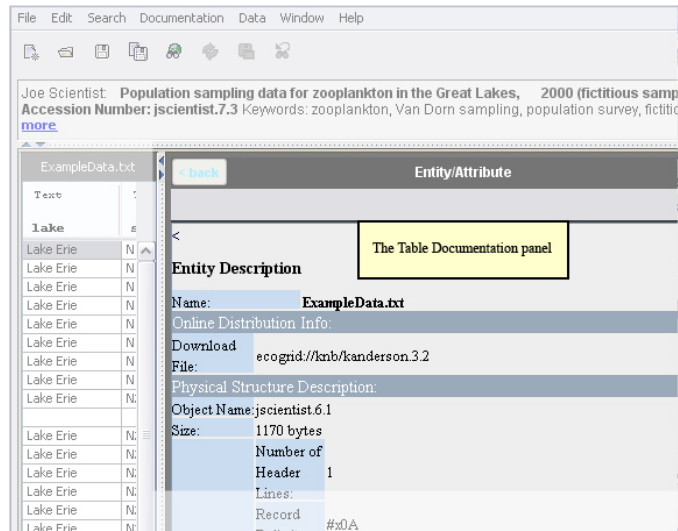 File Edit Search Documentation Data Window Help
Joe Scientist: Population sampling data for zooplankton in the Great Lakes, 2000 (fictitious samp
Accession Number: jscientist.7.3 Keywords: zooplankton, Van Dorn sampling, population survey, fictitio
more
ExampleData.txt
< back
Entity/Attribute
Text
lake
<
The Table Documentation panel
Entity Description
Name: ExampleData.txt
Online Distribution Info:
Download File: ecogrid://knb/kanderson.3.2
Physical Structure Description:
Object Name: jscientist.6.1
Size: 1170 bytes
Number of
Header 1
Lines:
Record
#x0A
Lake Erie N
Lake Erie N
Lake Erie N
Lake Erie N
Lake Erie N
Lake Erie N
Lake Erie N
Lake Erie N
Lake Erie N
Lake Erie N
Lake Erie N
Lake Erie N
Lake Erie N
Lake Erie N